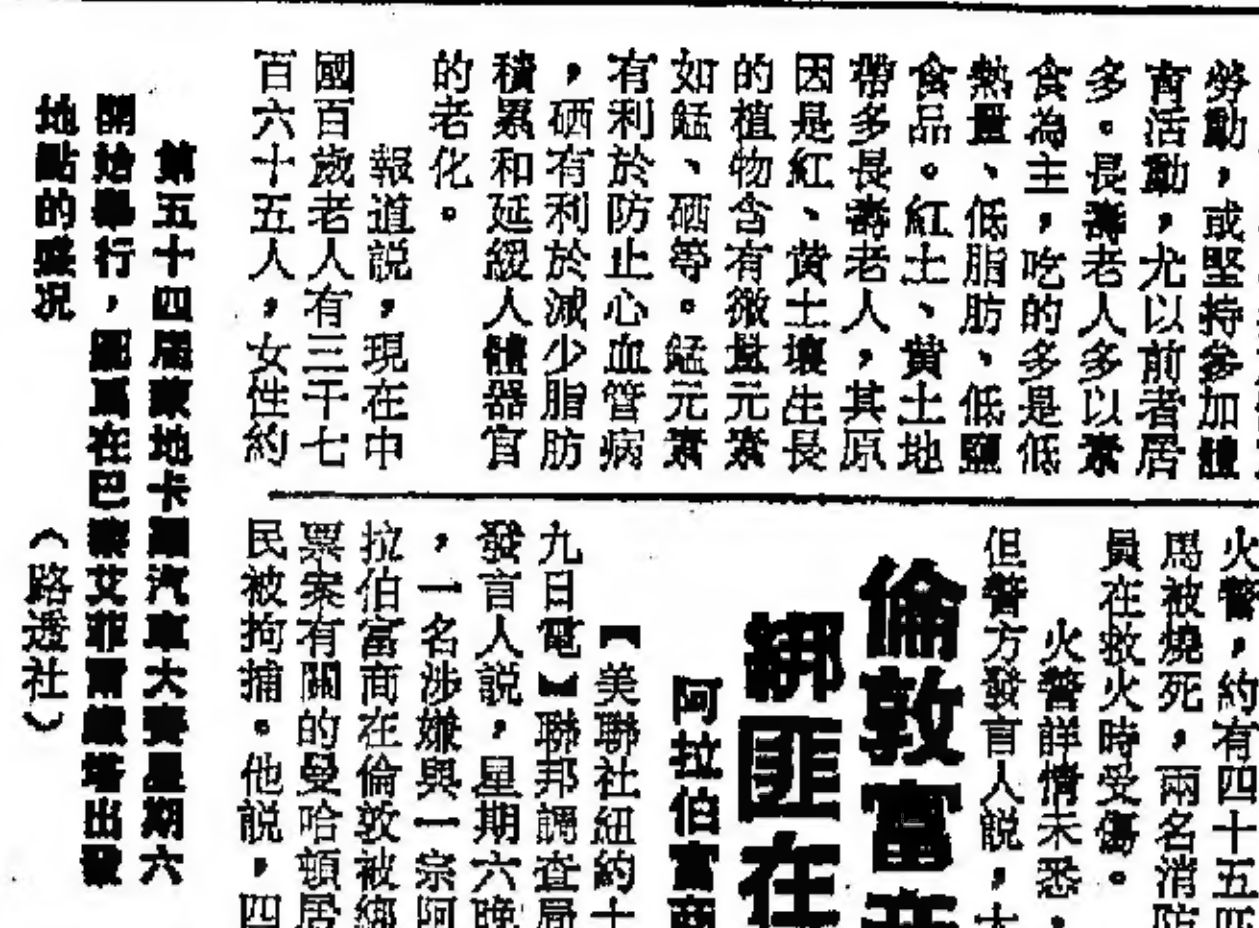 勞動，或堅持參加體
育活動，尤以前者居
多。長壽老人多以素
食為主，吃的多是低
熱量、低脂肪、低鹽
食品。紅土、黄土地
帶多長壽老人，其原
因是紅、黄土壤生長
的植物含有微量元素
如錳、硒等。錳元素
有利於防止心血管病
，硒有利於減少脂肪
積累和延緩人體器官
的老化。
報道説，現在中
國百歲老人有三千七
百六十五人，女性約
火警，約有四十五匹
馬被燒死，兩名消防
員在救火時受傷。
火警詳情未悉，
但警方發言人説，大
倫敦富商
綁匪在
阿拉伯富商
【美聯社紐約十
九日電】聯邦調查局
發言人説，星期六晚
，一名涉嫌與一宗阿
拉伯富商在倫敦被綁
票案有關的曼哈頓居
民被拘捕。他説，四
第五十四屆蒙地卡羅汽車大賽星期六
開始舉行，圖爲在巴黎艾菲爾鐵塔出發
地點的盛况
（路透社）